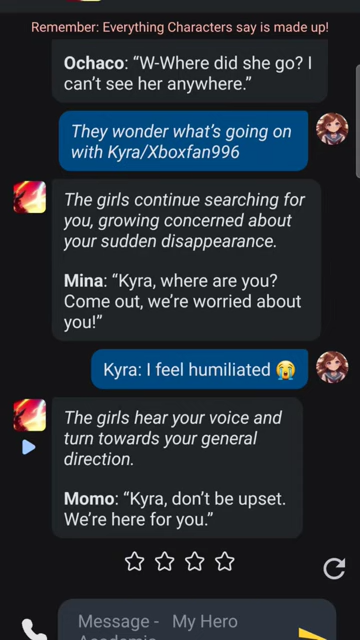 Remember: Everything Characters say is made up!
Ochaco: “W-Where did she go? I
can’t see her anywhere.”
They wonder what’s going on
with Kyra/Xboxfan996
The girls continue searching for
you, growing concerned about
your sudden disappearance.
Mina: “Kyra, where are you?
Come out, we’re worried about
you!”
Kyra: I feel humiliated 😭
The girls hear your voice and
turn towards your general
direction.
Momo: “Kyra, don’t be upset.
We’re here for you.”
Message - My Hero